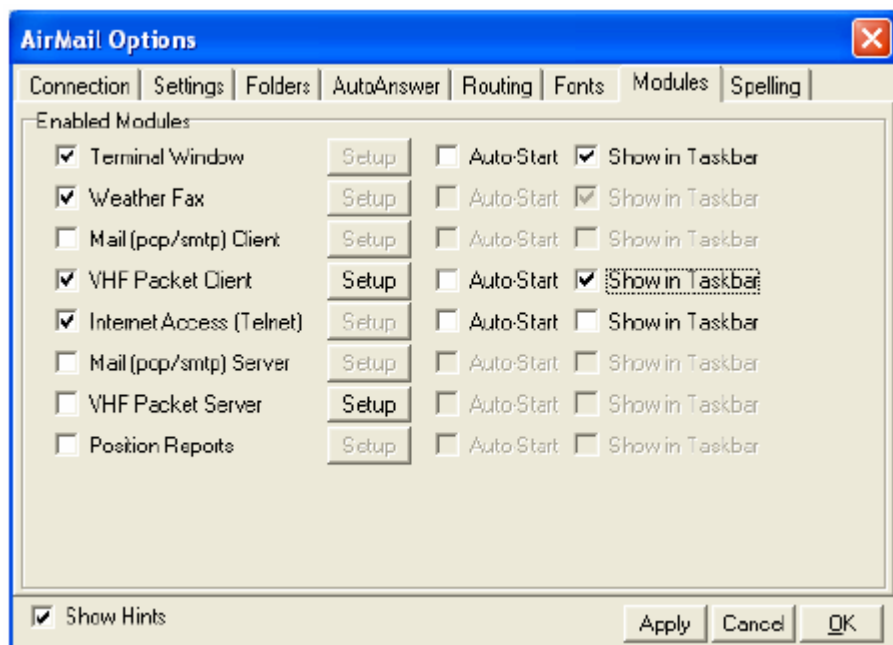 AirMail Options
Connection Settings Folders AutoAnswer Routing Fonts Modules Spelling
Enabled Modules
Terminal Window Setup Auto-Start Show in Taskbar
Weather Fax Setup Auto-Start Show in Taskbar
Mail (pop/smtp) Client Setup Auto-Start Show in Taskbar
VHF Packet Client Setup Auto-Start Show in Taskbar
Internet Access (Telnet) Setup Auto-Start Show in Taskbar
Mail (pop/smtp) Server Setup Auto-Start Show in Taskbar
VHF Packet Server Setup Auto-Start Show in Taskbar
Position Reports Setup Auto-Start Show in Taskbar
Show Hints Apply Cancel OK